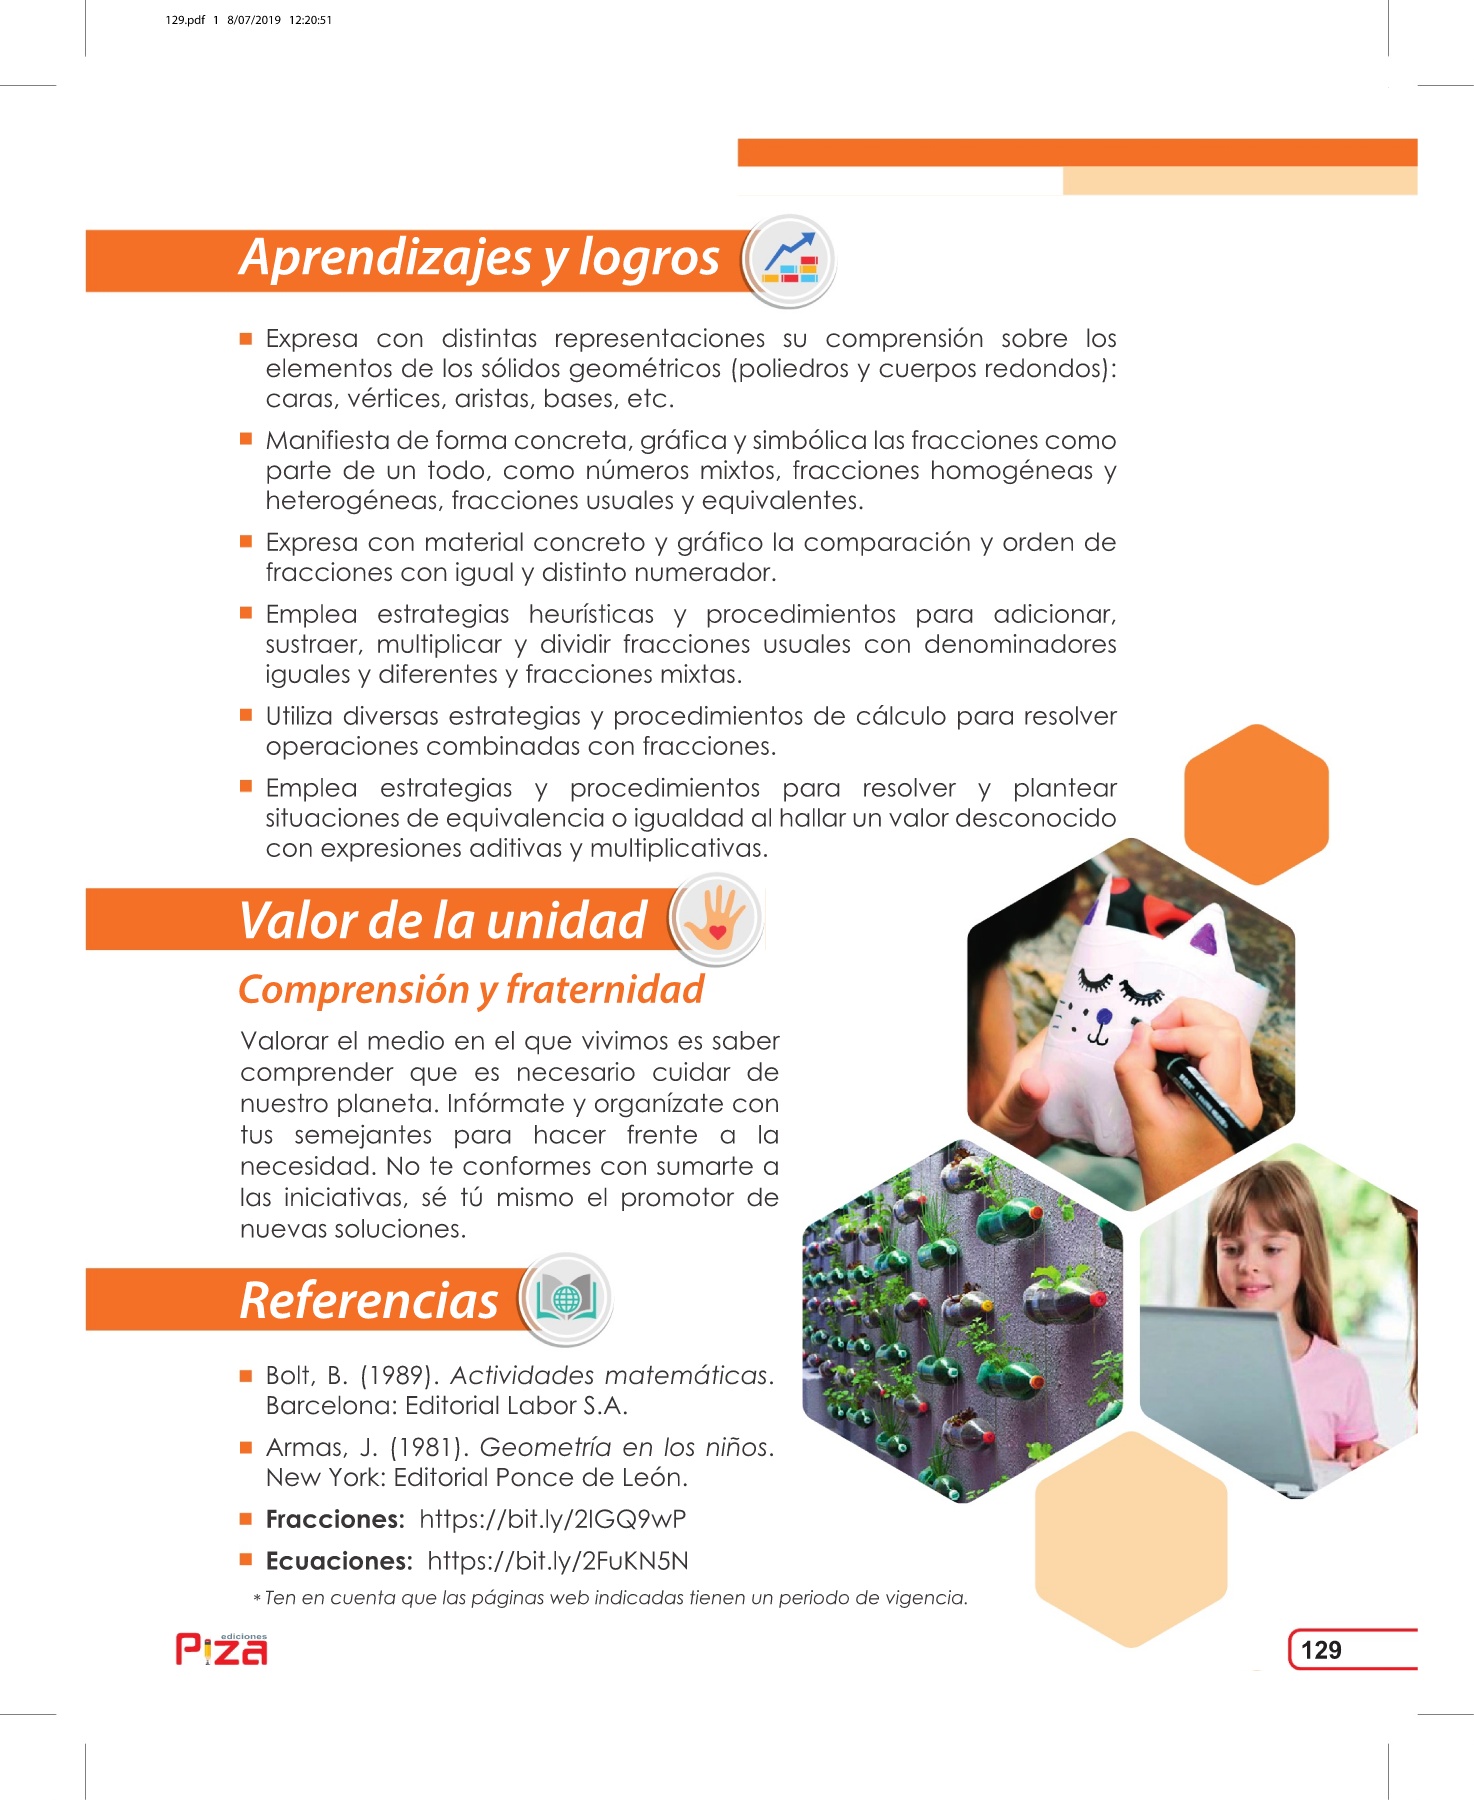 129.pdf 1 8/07/2019 12:20:51
Aprendizajes y logros
Expresa con distintas representaciones su comprensión sobre los
elementos de los sólidos geométricos (poliedros y cuerpos redondos):
caras, vértices, aristas, bases, etc.
Manifiesta de forma concreta, gráfica y simbólica las fracciones como
parte de un todo, como números mixtos, fracciones homogéneas y
heterogéneas, fracciones usuales y equivalentes.
Expresa con material concreto y gráfico la comparación y orden de
fracciones con igual y distinto numerador.
Emplea estrategias heurísticas y procedimientos para adicionar,
sustraer, multiplicar y dividir fracciones usuales con denominadores
iguales y diferentes y fracciones mixtas.
Utiliza diversas estrategias y procedimientos de cálculo para resolver
operaciones combinadas con fracciones.
Emplea estrategias y procedimientos para resolver y plantear
situaciones de equivalencia o igualdad al hallar un valor desconocido
con expresiones aditivas y multiplicativas.
Valor de la unidad
Comprensión y fraternidad
Valorar el medio en el que vivimos es saber
comprender que es necesario cuidar de
nuestro planeta. Infórmate y organízate con
tus semejantes para hacer frente a la
necesidad. No te conformes con sumarte a
las iniciativas, sé tú mismo el promotor de
nuevas soluciones.
Referencias
Bolt, B. (1989). Actividades matemáticas.
Barcelona: Editorial Labor S.A.
Armas, J. (1981). Geometría en los niños.
New York: Editorial Ponce de León.
Fracciones: https://bit.ly/2IGQ9wP
Ecuaciones: https://bit.ly/2FuKN5N
* Ten en cuenta que las páginas web indicadas tienen un periodo de vigencia.
ediciones
Piza
129